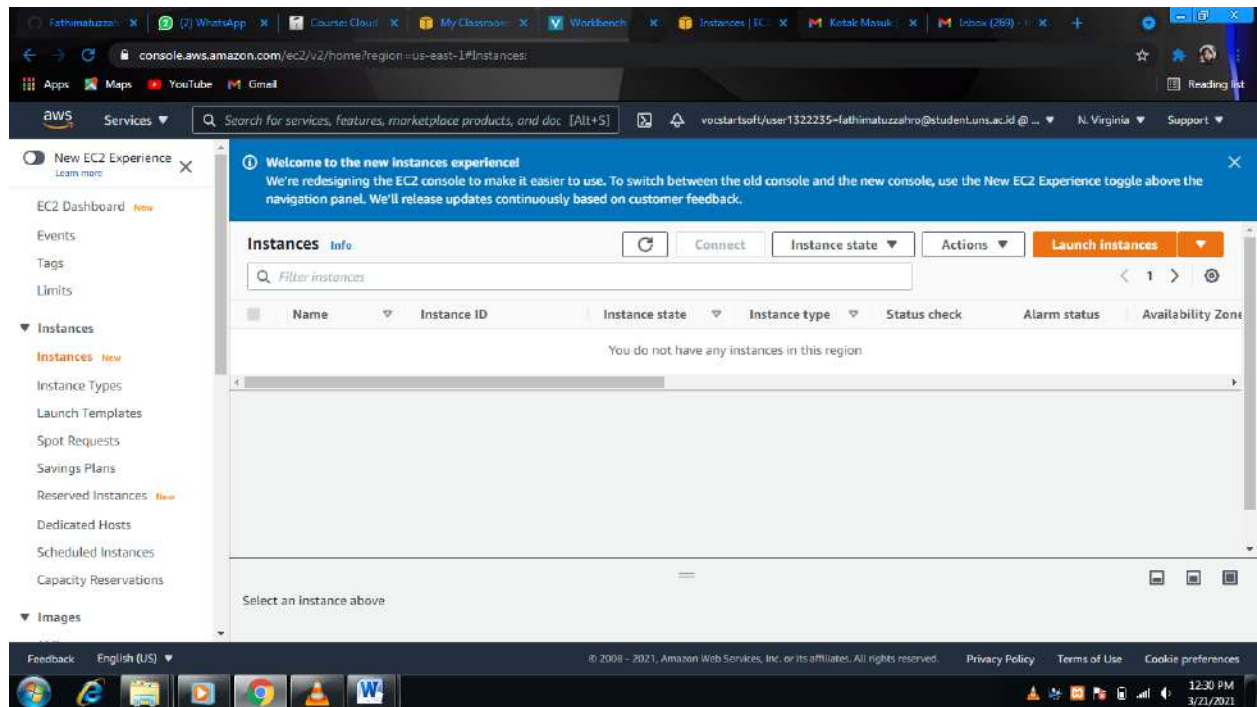 Fathimatuzzah
(2) WhatsApp
Course: Cloud
My Classroom
Workbench
Instances | EC
Kotak Masuk
Inbox (269)
console.aws.amazon.com/ec2/v2/home?region=us-east-1#Instances:
Apps Maps YouTube Gmail Reading list
aws Services Search for services, features, marketplace products, and doc [Alt+S] vocstartsoft/user1322235=fathimatuzzahro@student.uns.ac.id @ ... N. Virginia Support
New EC2 Experience
Learn more
EC2 Dashboard New
Events
Tags
Limits
Instances
Instances New
Instance Types
Launch Templates
Spot Requests
Savings Plans
Reserved Instances New
Dedicated Hosts
Scheduled Instances
Capacity Reservations
Images
Welcome to the new instances experience!
We're redesigning the EC2 console to make it easier to use. To switch between the old console and the new console, use the New EC2 Experience toggle above the
navigation panel. We'll release updates continuously based on customer feedback.
Instances Info Connect Instance state Actions Launch instances
Filter instances 1
Name Instance ID Instance state Instance type Status check Alarm status Availability Zone
You do not have any instances in this region
Select an instance above
Feedback English (US) © 2008 - 2021, Amazon Web Services, Inc. or its affiliates. All rights reserved. Privacy Policy Terms of Use Cookie preferences
12:30 PM
3/21/2021